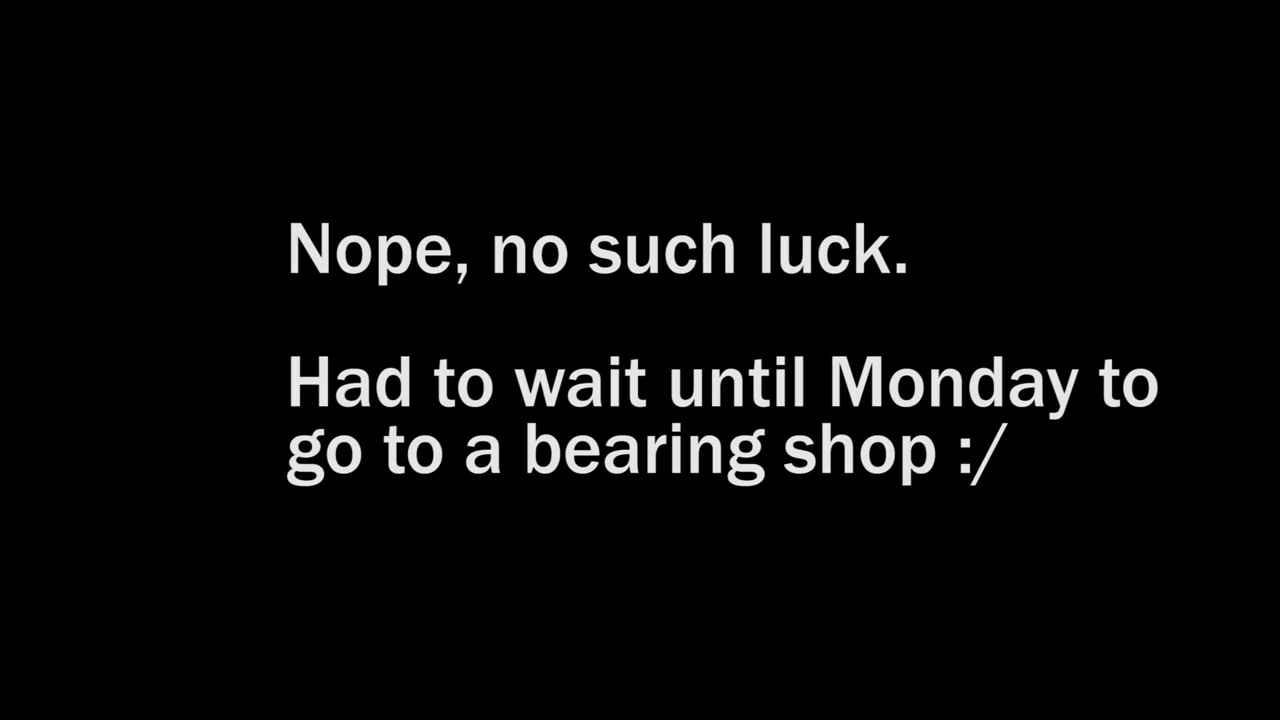 Nope, no such luck.
Had to wait until Monday to
go to a bearing shop :/